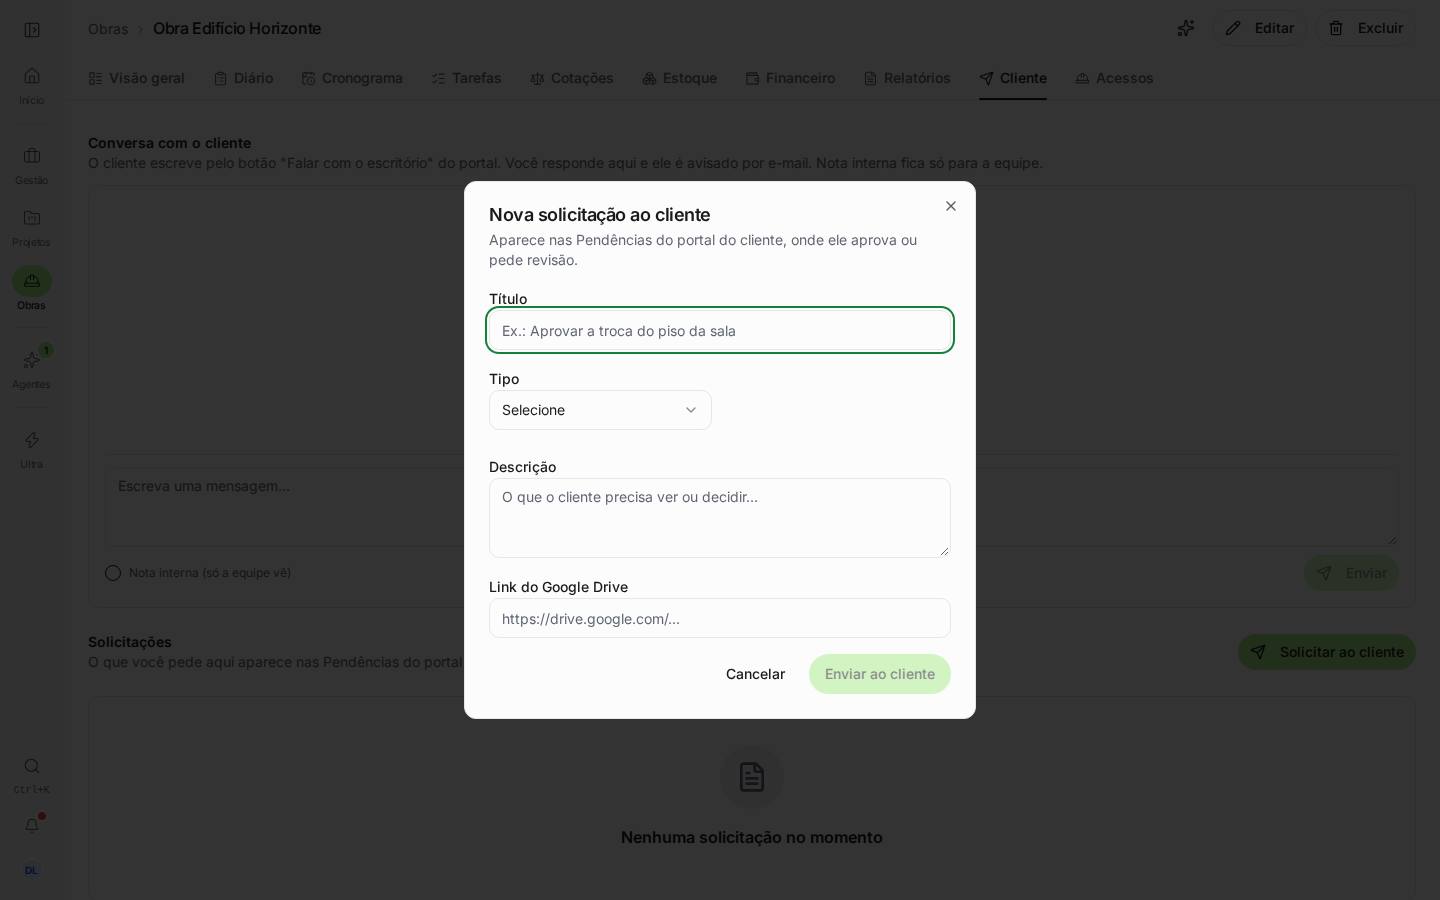 Obras
Obra Edifício Horizonte
Editar
Excluir
Visão geral
Diário
Cronograma
Tarefas
Cotações
Estoque
Financeiro
Relatórios
Cliente
Acessos
Início
Gestão
Projetos
Obras
1
Agentes
Ultra
Ctrl+K
DL
Conversa com o cliente
O cliente escreve pelo botão "Falar com o escritório" do portal. Você responde aqui e ele é avisado por e-mail. Nota interna fica só para a equipe.
Escreva uma mensagem...
Nota interna (só a equipe vê)
Enviar
Solicitações
O que você pede aqui aparece nas Pendências do portal
Solicitar ao cliente
Nenhuma solicitação no momento
Nova solicitação ao cliente
Aparece nas Pendências do portal do cliente, onde ele aprova ou
pede revisão.
Título
Ex.: Aprovar a troca do piso da sala
Tipo
Selecione
Descrição
O que o cliente precisa ver ou decidir...
Link do Google Drive
https://drive.google.com/...
Cancelar
Enviar ao cliente